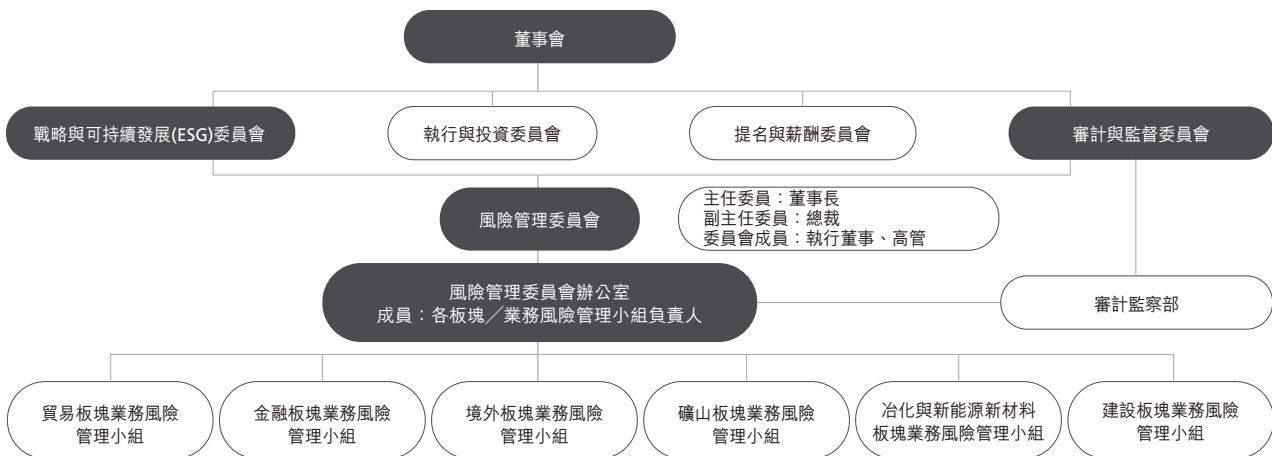 董事會
戰略與可持續發展(ESG)委員會
執行與投資委員會
提名與薪酬委員會
審計與監督委員會
風險管理委員會
主任委員：董事長
副主任委員：總裁
委員會成員：執行董事、高管
風險管理委員會辦公室
成員：各板塊╱業務風險管理小組負責人
審計監察部
貿易板塊業務風險
管理小組
金融板塊業務風險
管理小組
境外板塊業務風險
管理小組
礦山板塊業務風險
管理小組
冶化與新能源新材料
板塊業務風險管理小組
建設板塊業務風險
管理小組